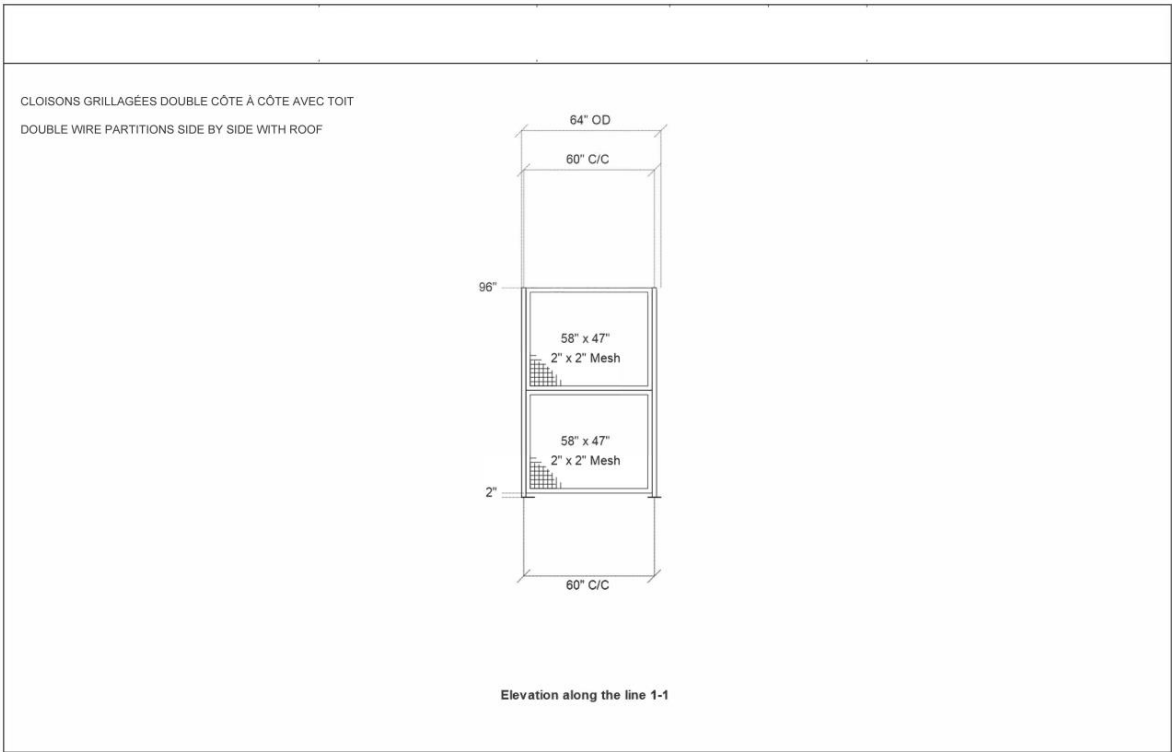 CLOISONS GRILLAGÉES DOUBLE CÔTE À CÔTE AVEC TOIT
DOUBLE WIRE PARTITIONS SIDE BY SIDE WITH ROOF
64" OD
60" C/C
96"
58" x 47"
2" x 2" Mesh
58" x 47"
2" x 2" Mesh
2"
60" C/C
Elevation along the line 1-1